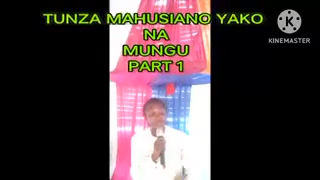 TUNZA MAHUSIANO YAKO
NA
MUNGU
PART 1
KINEMASTER